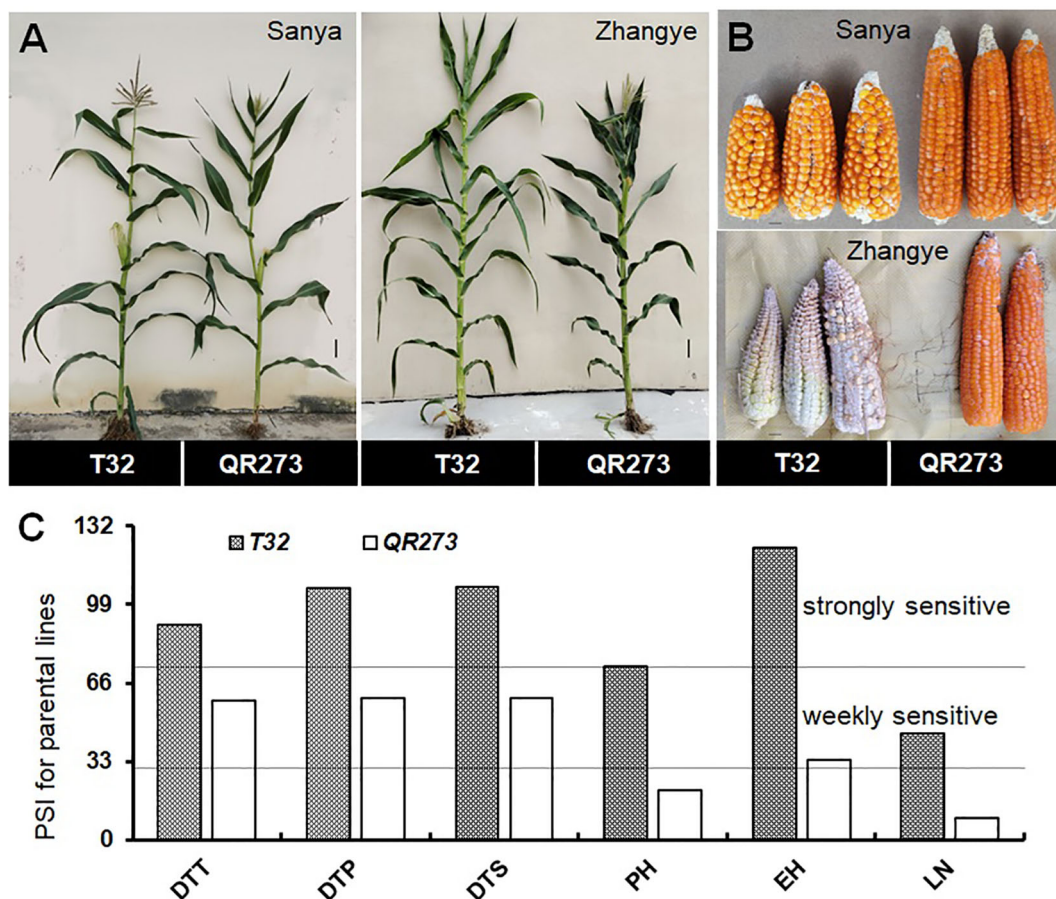 A
Sanya
Zhangye
T32
QR273
T32
QR273
B
Sanya
Zhangye
T32
QR273
C
T32
QR273
132
99
66
33
0
PSI for parental lines
strongly sensitive
weekly sensitive
DTT
DTP
DTS
PH
EH
LN